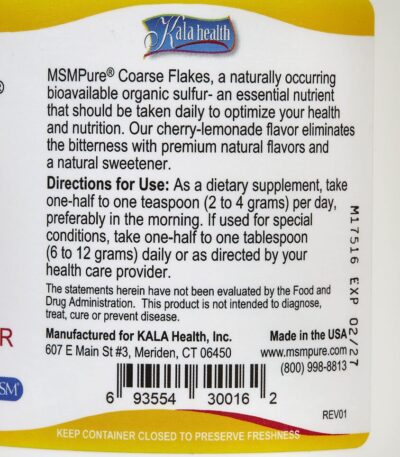 Kala health
MSMPure® Coarse Flakes, a naturally occurring
bioavailable organic sulfur- an essential nutrient
that should be taken daily to optimize your health
and nutrition. Our cherry-lemonade flavor eliminates
the bitterness with premium natural flavors and
a natural sweetener.
Directions for Use: As a dietary supplement, take
one-half to one teaspoon (2 to 4 grams) per day,
preferably in the morning. If used for special
conditions, take one-half to one tablespoon
(6 to 12 grams) daily or as directed by your
health care provider.
The statements herein have not been evaluated by the Food and
Drug Administration. This product is not intended to diagnose,
treat, cure or prevent disease.
Manufactured for KALA Health, Inc. Made in the USA
607 E Main St #3, Meriden, CT 06450 www.msmpure.com
(800) 998-8813
6 93554 30016 2
REV01
KEEP CONTAINER CLOSED TO PRESERVE FRESHNESS
M17516 EXP 02/27
®
R
SM